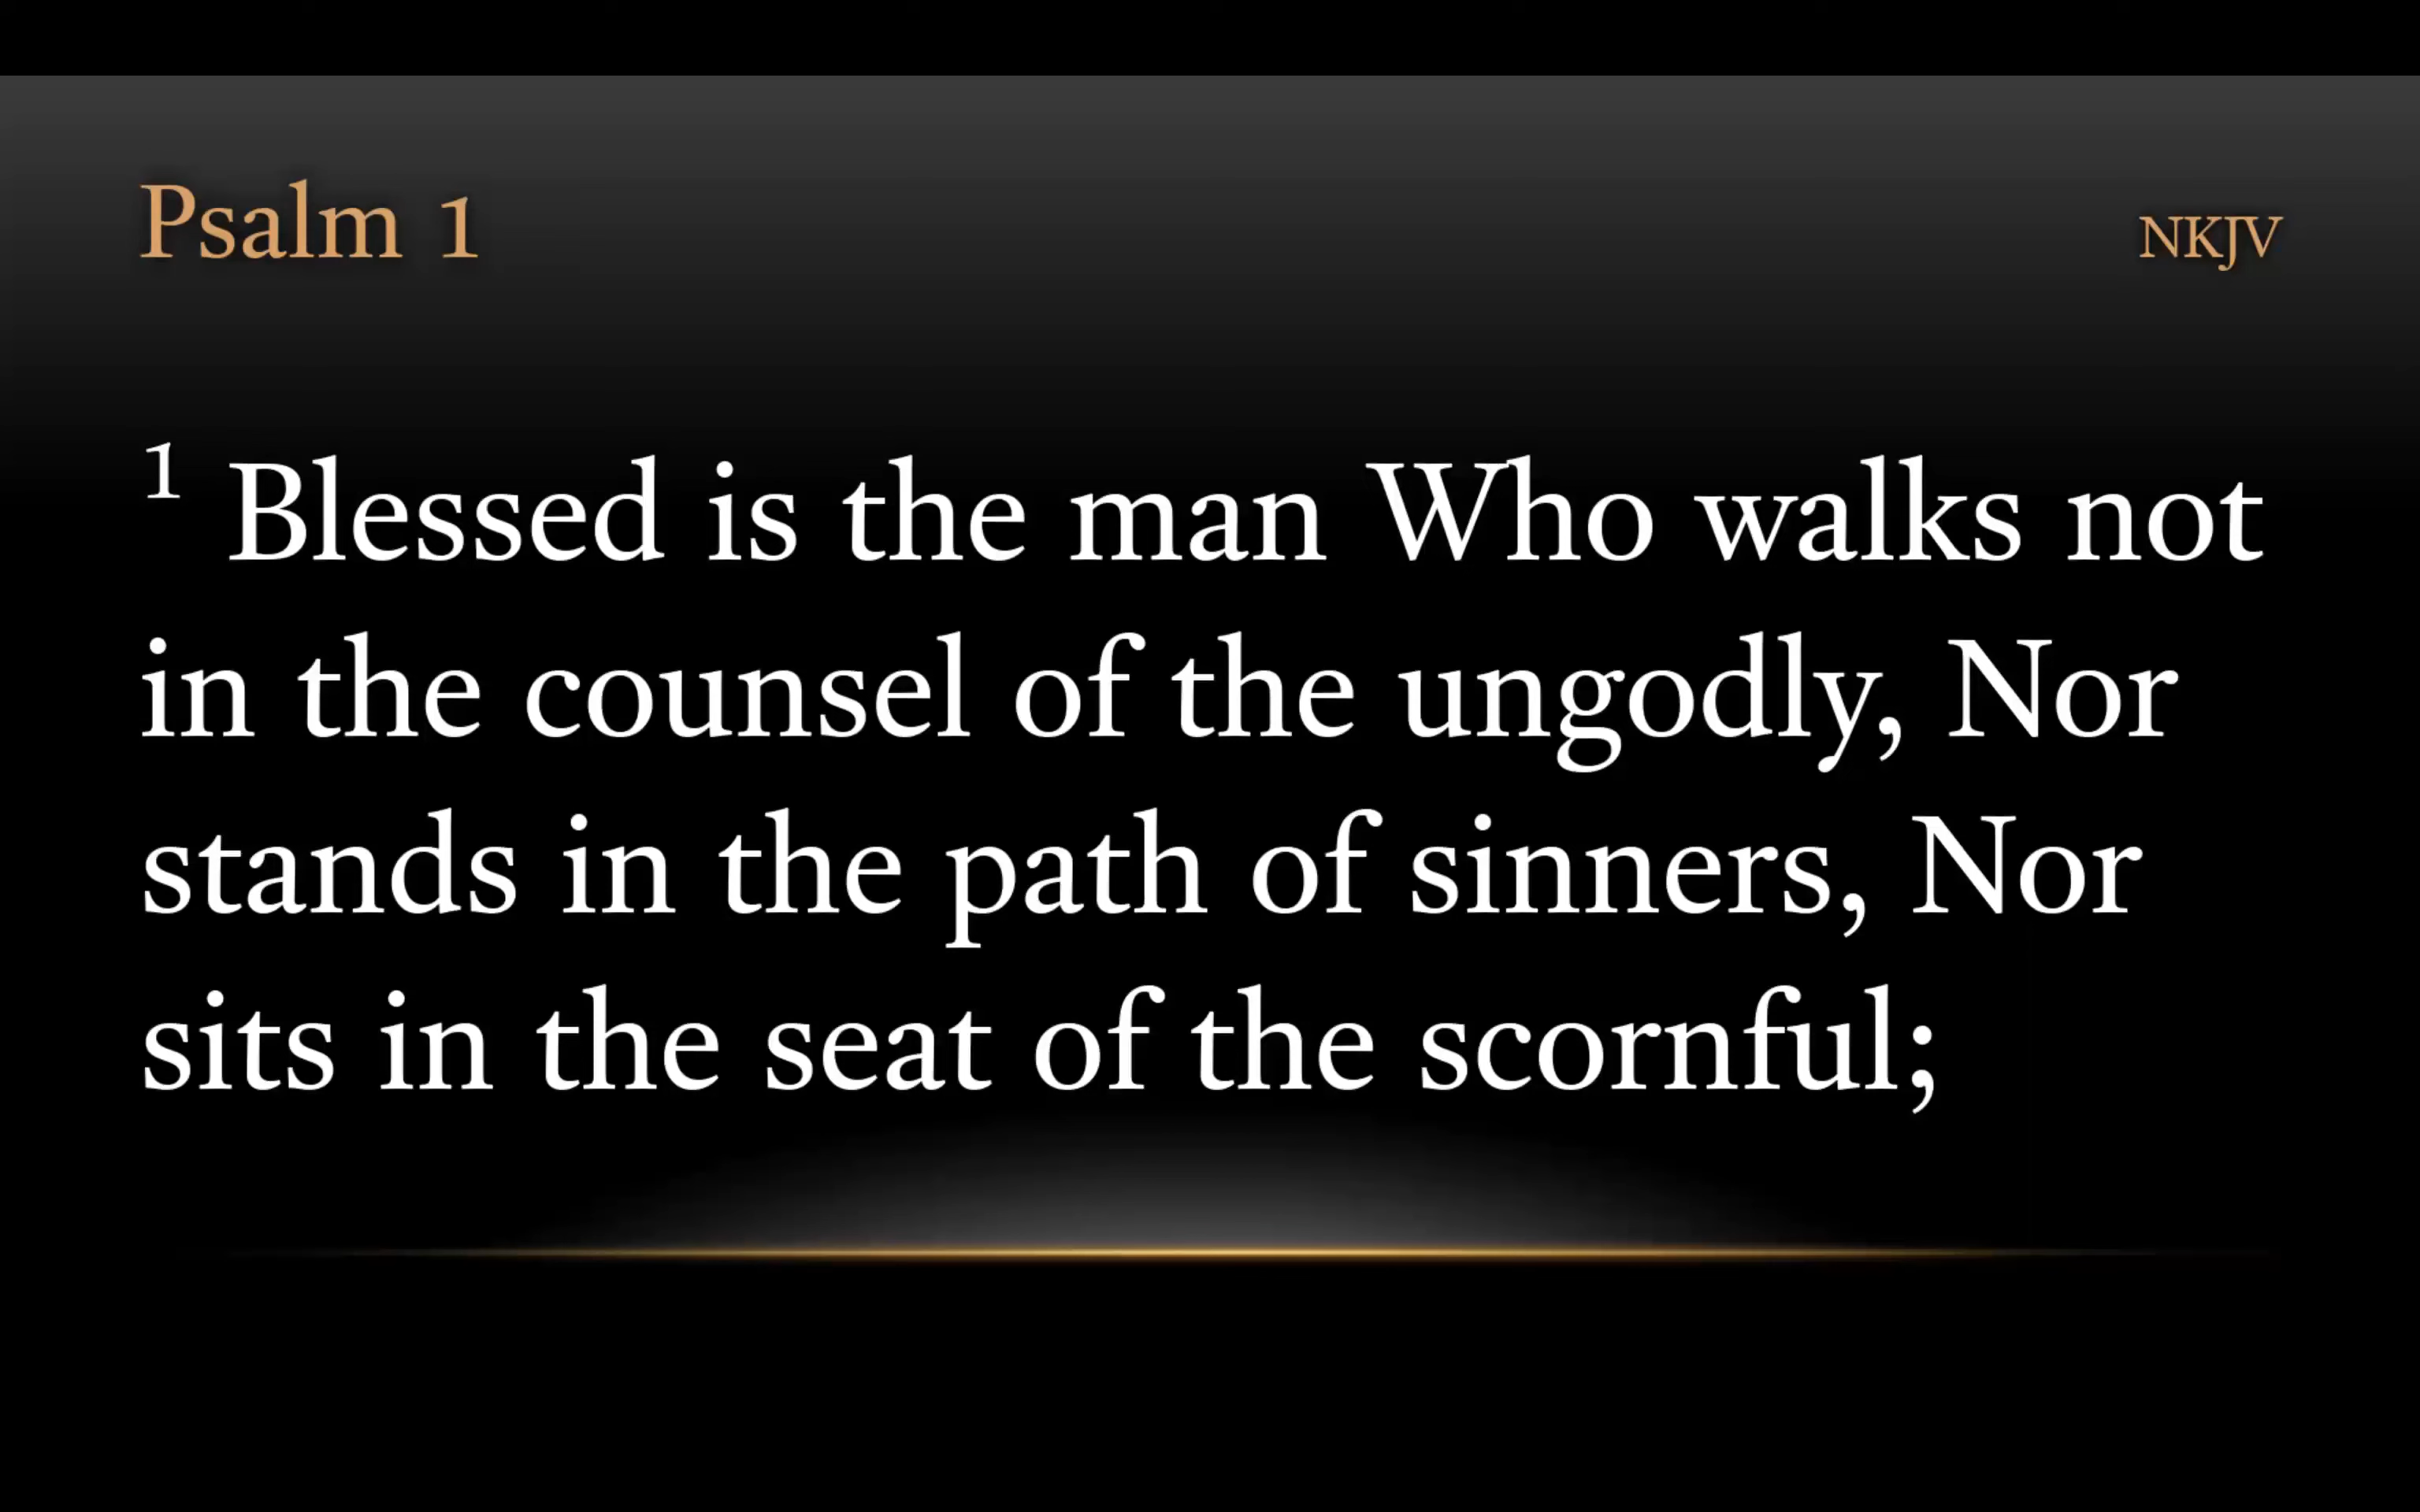 Psalm 1
NKJV
1 Blessed is the man Who walks not
in the counsel of the ungodly, Nor
stands in the path of sinners, Nor
sits in the seat of the scornful;